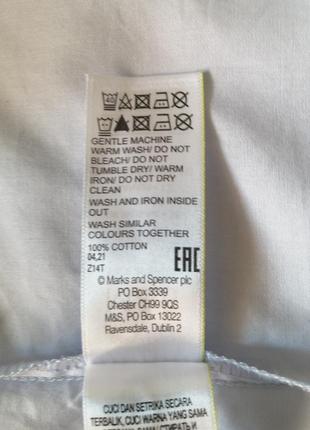 40
GENTLE MACHINE
WARM WASH/ DO NOT
BLEACH/ DO NOT
TUMBLE DRY/ WARM
IRON/ DO NOT DRY
CLEAN
WASH AND IRON INSIDE
OUT
WASH SIMILAR
COLOURS TOGETHER
100% COTTON
04,21
Z14T
EAC
© Marks and Spencer plc
PO Box 3339
Chester CH99 9QS
M&S, PO Box 13022
Ravensdale, Dublin 2
CUCI DAN SETRIKA SECARA
TERBALIK, CUCI WARNA YANG SAMA
СТИРАТЬ И